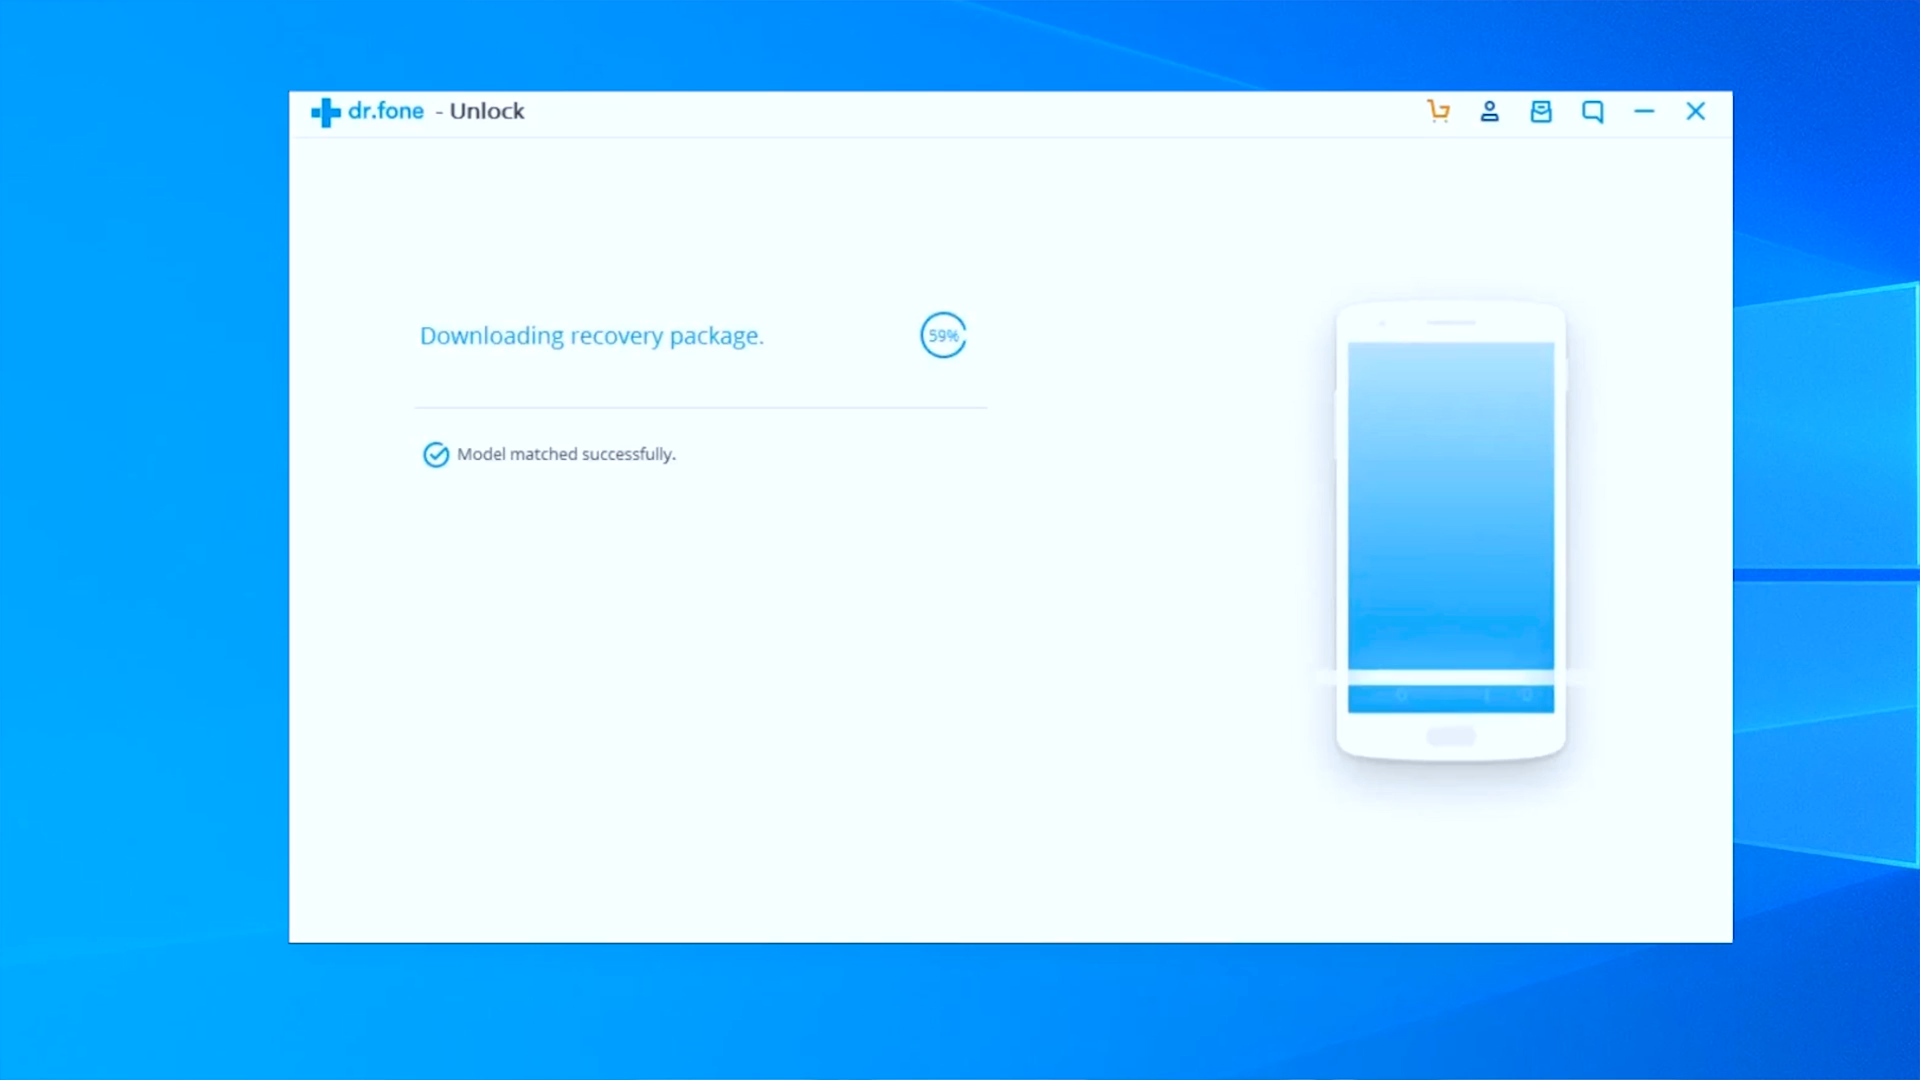 dr.fone - Unlock
Downloading recovery package.
59%
Model matched successfully.